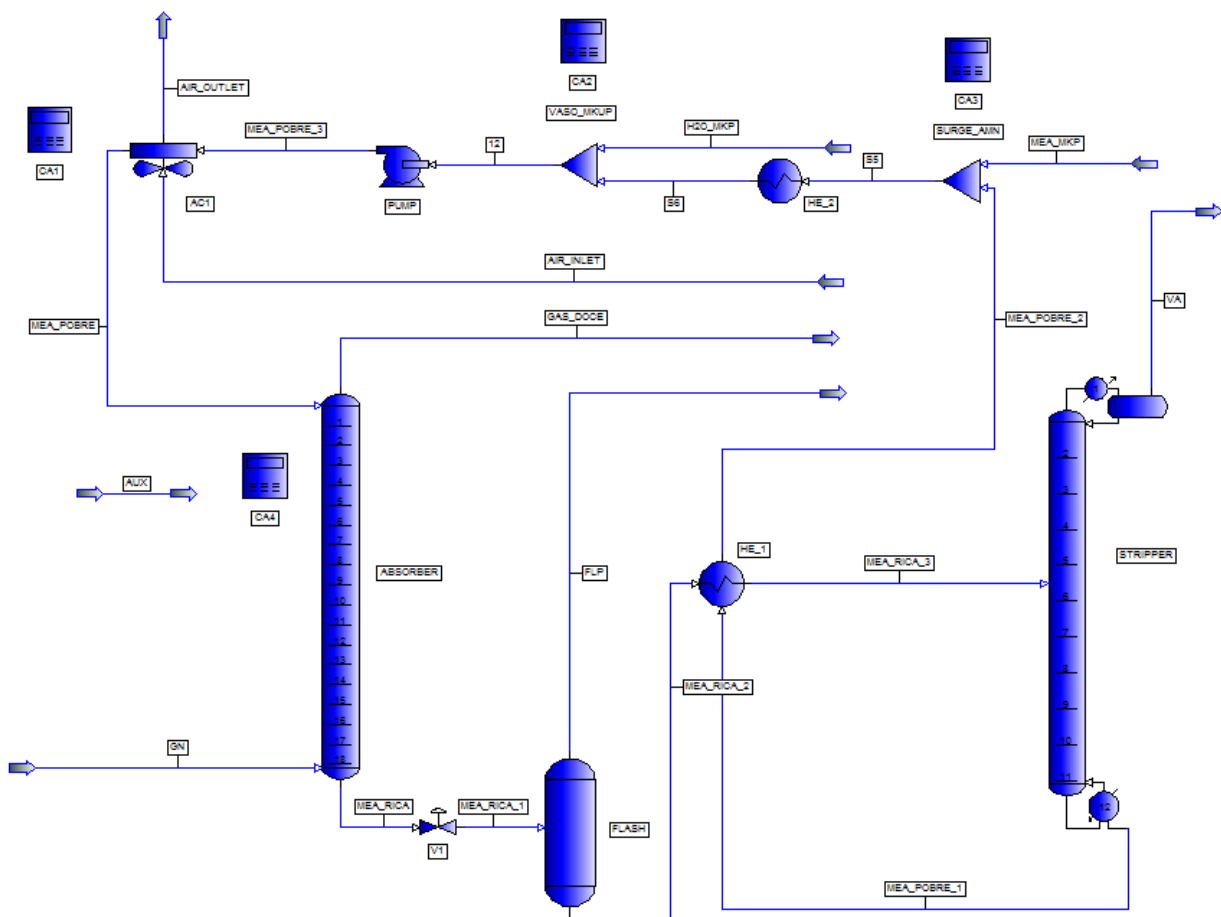 CA2
CA3
AIR_OUTLET
VASO_MKUP
MEA_POBRE_3
H2O_MKP
SURGE_AMN
MEA_MKP
12
S5
CA1
AC1
PUMP
S6
HE_2
AIR_INLET
VA
GAS_DOCE
MEA_POBRE
MEA_POBRE_2
1
1
2
2
3
3
4
AUX
5
4
CA4
6
7
HE_1
STRIPPER
8
5
MEA_RICA_3
ABSORBER
FLP
9
10
6
11
7
12
13
8
14
MEA_RICA_2
15
9
16
GN
17
10
18
11
MEA_RICA
MEA_RICA_1
12
FLASH
V1
MEA_POBRE_1